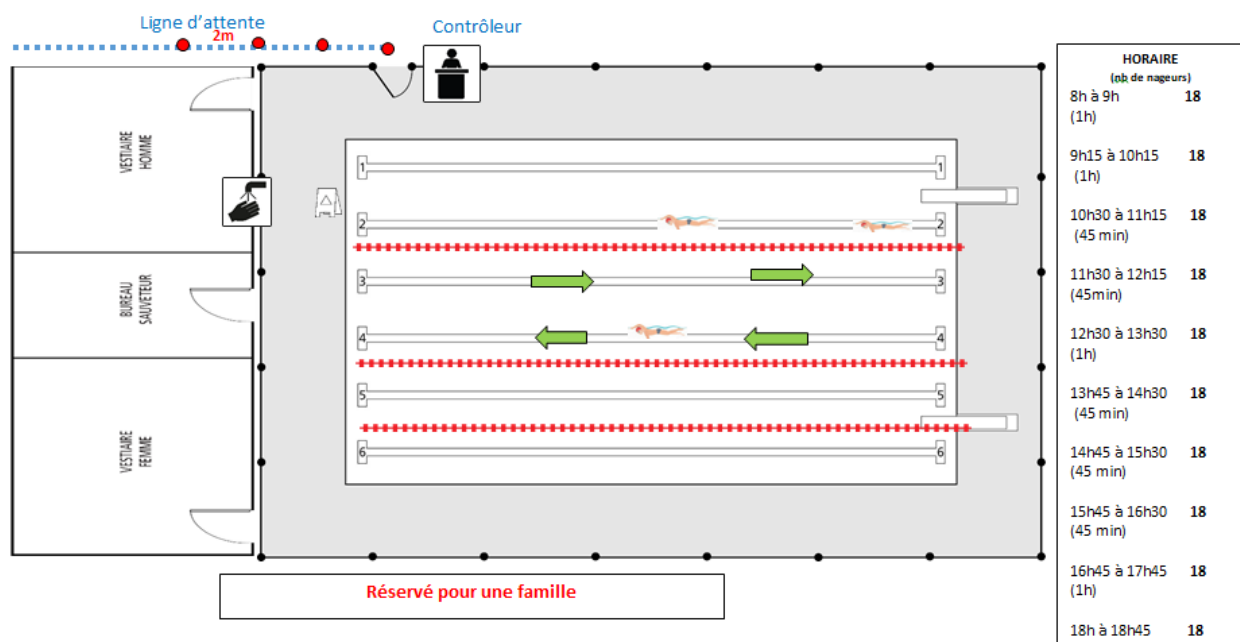 Ligne d'attente
2m
Contrôleur
VESTIAIRE
HOMME
BUREAU
SAUVETEUR
VESTIAIRE
FEMME
1 1
2 2
3 3
4 4
5 5
6 6
Réservé pour une famille
HORAIRE
(nb de nageurs)
8h à 9h 18
(1h)
9h15 à 10h15 18
(1h)
10h30 à 11h15 18
(45 min)
11h30 à 12h15 18
(45min)
12h30 à 13h30 18
(1h)
13h45 à 14h30 18
(45 min)
14h45 à 15h30 18
(45 min)
15h45 à 16h30 18
(45 min)
16h45 à 17h45 18
(1h)
18h à 18h45 18